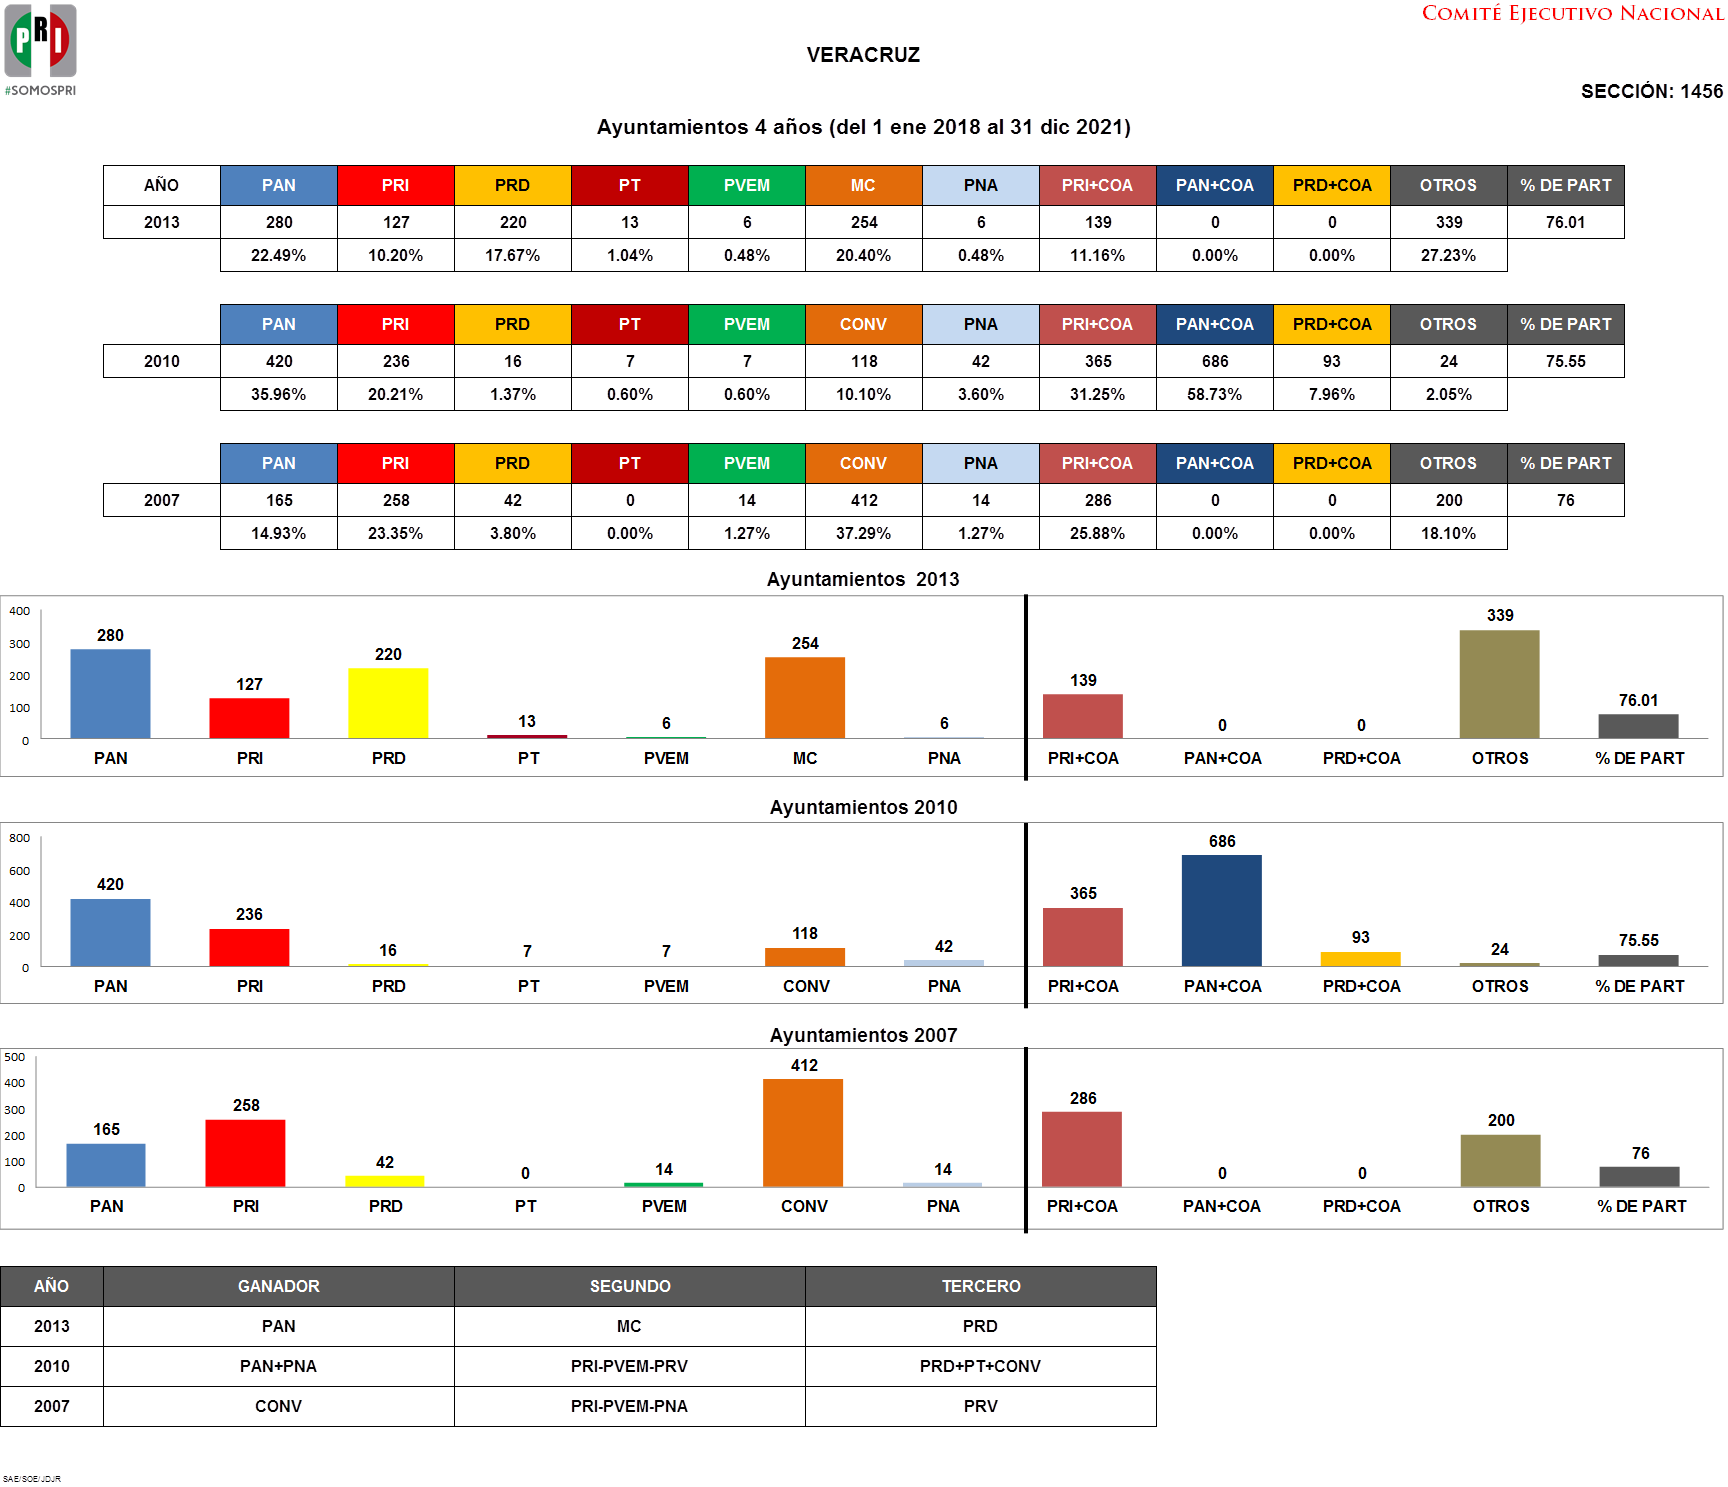 PRI
#SOMOSPRI
COMITÉ EJECUTIVO NACIONAL
VERACRUZ
SECCIÓN: 1456
Ayuntamientos 4 años (del 1 ene 2018 al 31 dic 2021)
AÑO PAN PRI PRD PT PVEM MC PNA PRI+COA PAN+COA PRD+COA OTROS % DE PART
2013 280 127 220 13 6 254 6 139 0 0 339 76.01
22.49% 10.20% 17.67% 1.04% 0.48% 20.40% 0.48% 11.16% 0.00% 0.00% 27.23%
PAN PRI PRD PT PVEM CONV PNA PRI+COA PAN+COA PRD+COA OTROS % DE PART
2010 420 236 16 7 7 118 42 365 686 93 24 75.55
35.96% 20.21% 1.37% 0.60% 0.60% 10.10% 3.60% 31.25% 58.73% 7.96% 2.05%
PAN PRI PRD PT PVEM CONV PNA PRI+COA PAN+COA PRD+COA OTROS % DE PART
2007 165 258 42 0 14 412 14 286 0 0 200 76
14.93% 23.35% 3.80% 0.00% 1.27% 37.29% 1.27% 25.88% 0.00% 0.00% 18.10%
Ayuntamientos 2013
400
300
200
100
0
280 127 220 13 6 254 6 139 0 0 339 76.01
PAN PRI PRD PT PVEM MC PNA PRI+COA PAN+COA PRD+COA OTROS % DE PART
Ayuntamientos 2010
800
600
400
200
0
420 236 16 7 7 118 42 365 686 93 24 75.55
PAN PRI PRD PT PVEM CONV PNA PRI+COA PAN+COA PRD+COA OTROS % DE PART
Ayuntamientos 2007
500
400
300
200
100
0
165 258 42 0 14 412 14 286 0 0 200 76
PAN PRI PRD PT PVEM CONV PNA PRI+COA PAN+COA PRD+COA OTROS % DE PART
AÑO GANADOR SEGUNDO TERCERO
2013 PAN MC PRD
2010 PAN+PNA PRI-PVEM-PRV PRD+PT+CONV
2007 CONV PRI-PVEM-PNA PRV
SAE/SOE/JDJR